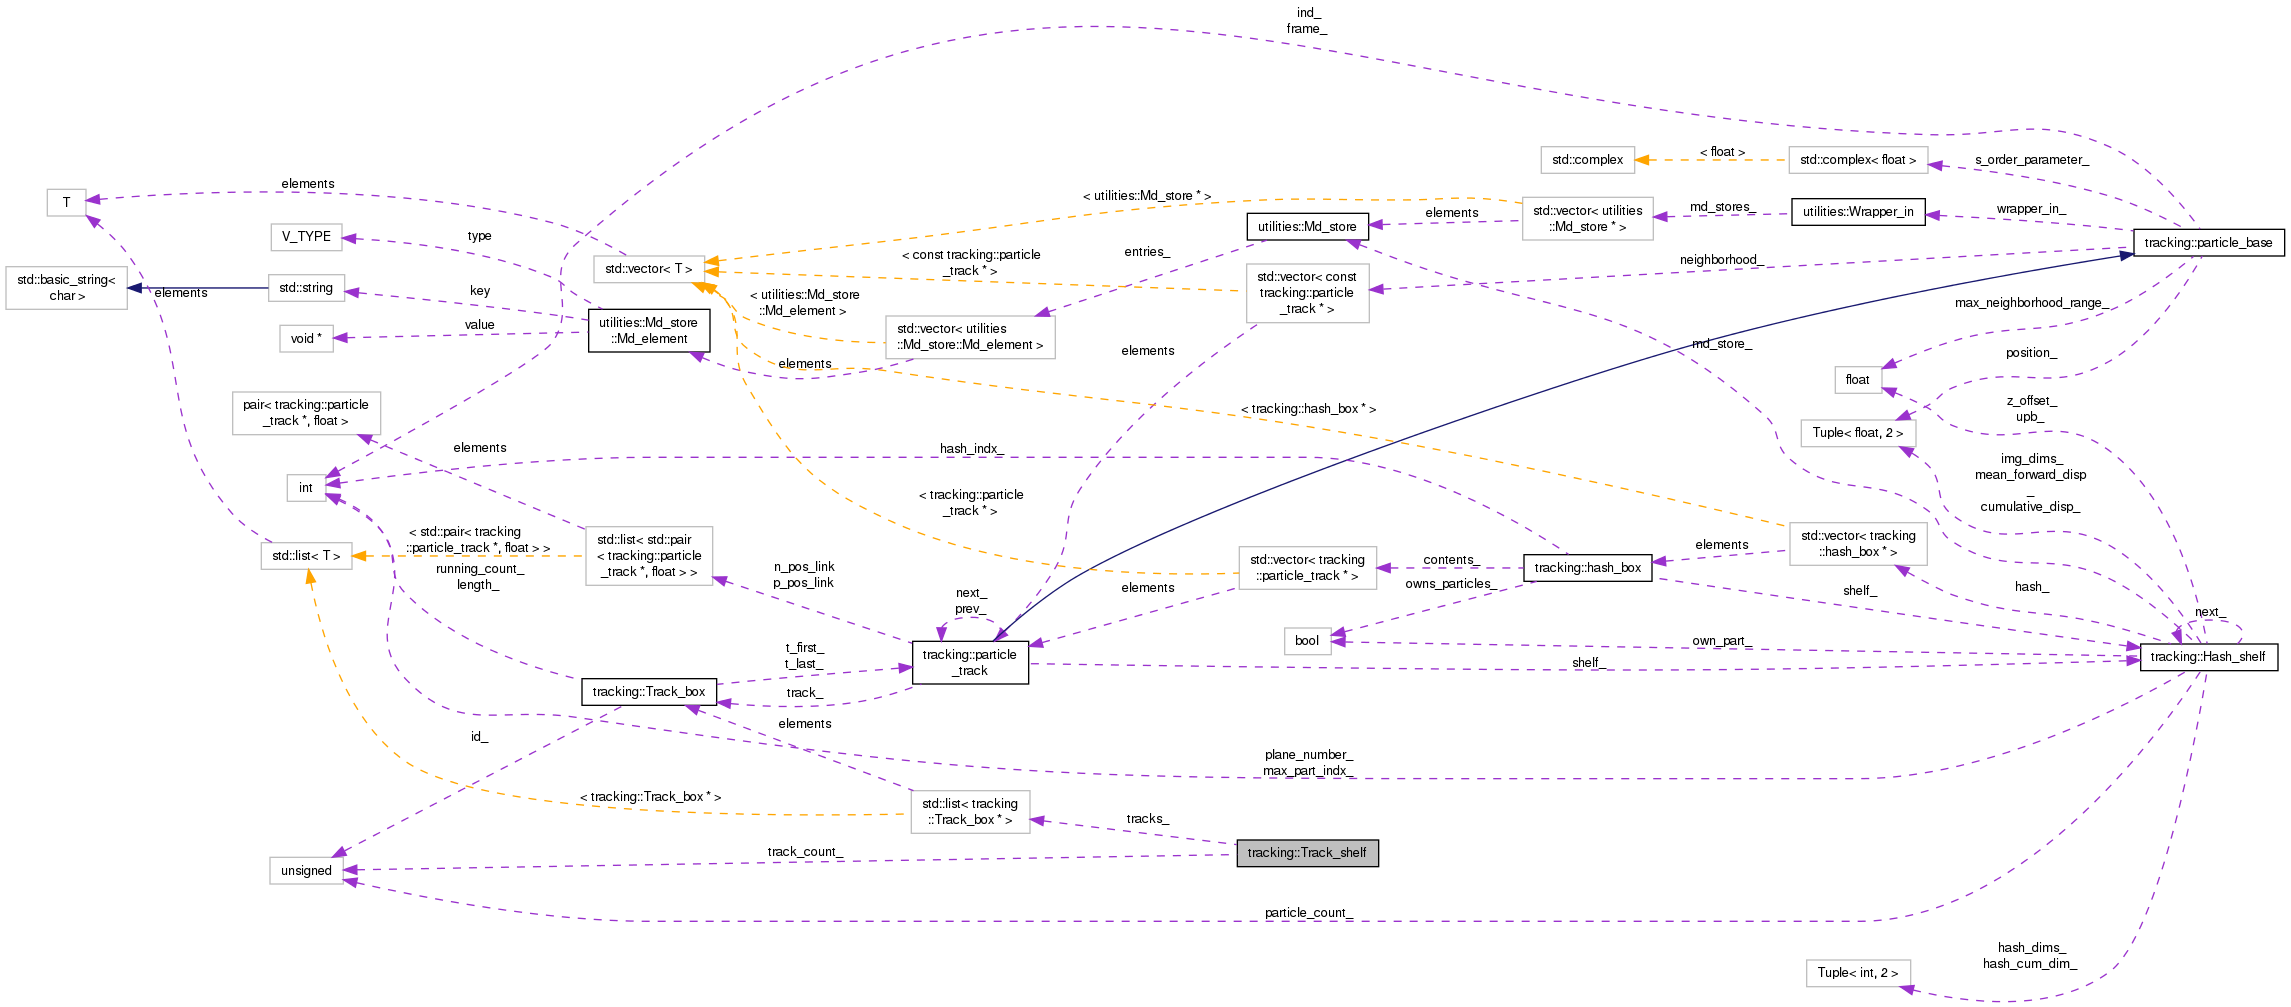 ind_
frame_
std::complex
< float >
std::complex< float >
s_order_parameter_
elements
T
< utilities::Md_store * >
std::vector< utilities
::Md_store * >
md_stores_
utilities::Wrapper_in
wrapper_in_
tracking::particle_base
V_TYPE
type
utilities::Md_store
elements
entries_
std::vector< T >
< const tracking::particle
_track * >
std::vector< const
tracking::particle
_track * >
neighborhood_
std::basic_string<
char >
std::string
elements
key
< utilities::Md_store
::Md_element >
max_neighborhood_range_
void *
value
utilities::Md_store
::Md_element
std::vector< utilities
::Md_store::Md_element >
elements
elements
md_store_
position_
float
pair< tracking::particle
_track *, float >
< tracking::hash_box * >
z_offset_
upb_
Tuple< float, 2 >
elements
hash_indx_
img_dims_
mean_forward_disp
_
cumulative_disp_
int
< tracking::particle
_track * >
std::list< T >
< std::pair< tracking
::particle_track *, float > >
std::list< std::pair
< tracking::particle
_track *, float > >
running_count_
length_
n_pos_link
p_pos_link
next_
prev_
elements
std::vector< tracking
::particle_track * >
contents_
owns_particles_
tracking::hash_box
elements
std::vector< tracking
::hash_box * >
shelf_
hash_
next_
bool
own_part_
tracking::Hash_shelf
t_first_
t_last_
tracking::particle
_track
shelf_
tracking::Track_box
track_
elements
id_
plane_number_
max_part_indx_
< tracking::Track_box * >
std::list< tracking
::Track_box * >
tracks_
tracking::Track_shelf
track_count_
unsigned
particle_count_
hash_dims_
hash_cum_dim_
Tuple< int, 2 >